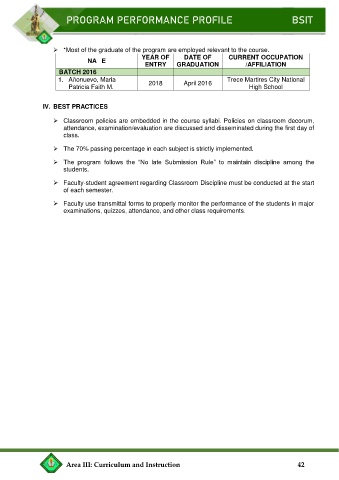 PROGRAM PERFORMANCE PROFILE BSIT
➢ *Most of the graduate of the program are employed relevant to the course.
NA E YEAR OF ENTRY DATE OF GRADUATION CURRENT OCCUPATION /AFFILIATION
BATCH 2016
1. Añonuevo, Maria Patricia Faith M. 2018 April 2016 Trece Martires City National High School
IV. BEST PRACTICES
➢ Classroom policies are embedded in the course syllabi. Policies on classroom decorum,
attendance, examination/evaluation are discussed and disseminated during the first day of
class.
➢ The 70% passing percentage in each subject is strictly implemented.
➢ The program follows the “No late Submission Rule” to maintain discipline among the
students.
➢ Faculty-student agreement regarding Classroom Discipline must be conducted at the start
of each semester.
➢ Faculty use transmittal forms to properly monitor the performance of the students in major
examinations, quizzes, attendance, and other class requirements.
Area III: Curriculum and Instruction 42